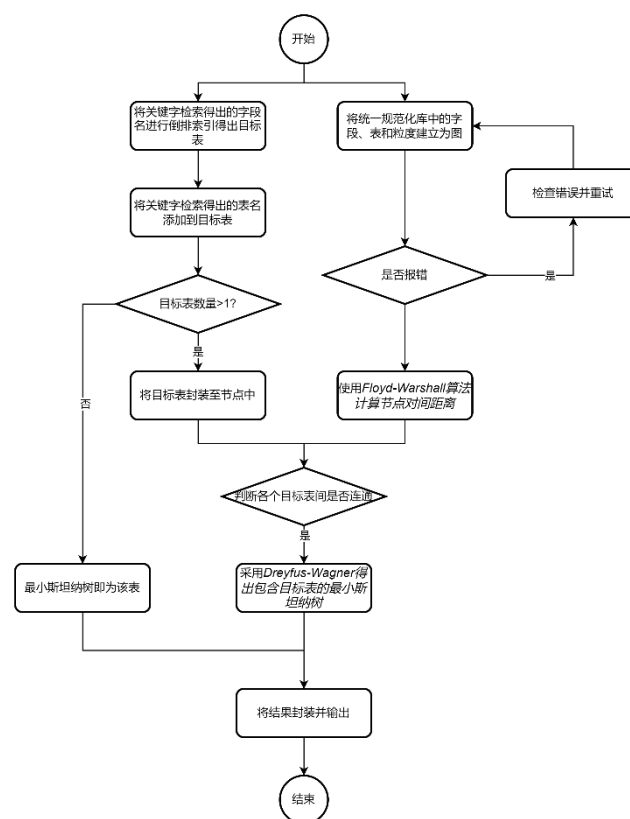 开始
将关键字检索得出的字段
名进行倒排索引得出目标
表
将统一规范化库中的字
段、表和粒度建立为图
将关键字检索得出的表名
添加到目标表
检查错误并重试
是否报错
是
目标表数量>1?
是
否
将目标表封装至节点中
使用Floyd-Warshall算法
计算节点对间距离
判断各个目标表间是否连通
是
最小斯坦纳树即为该表
采用Dreyfus-Wagner得
出包含目标表的最小斯
坦纳树
将结果封装并输出
结束